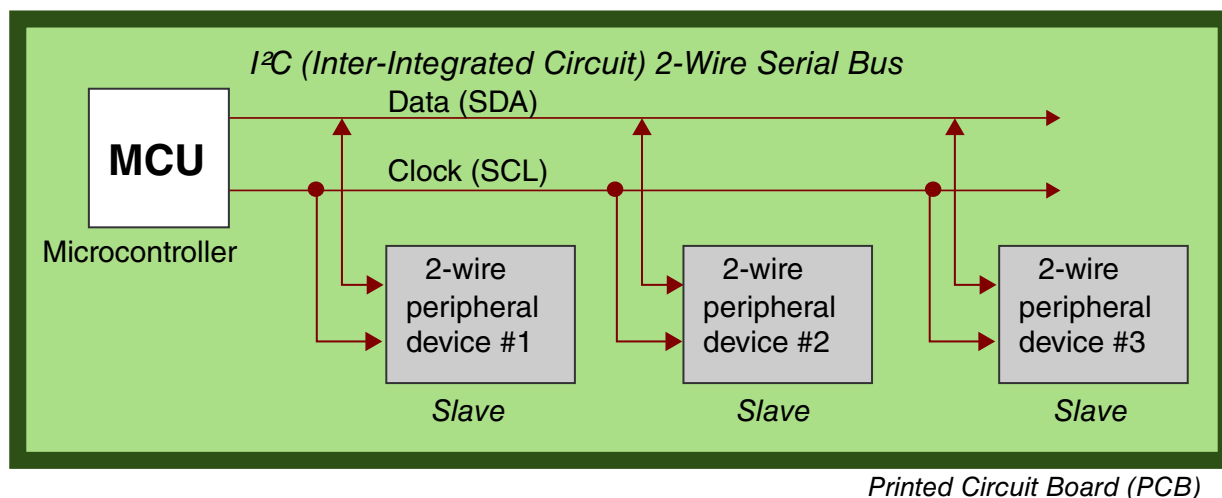 I²C (Inter-Integrated Circuit) 2-Wire Serial Bus
Data (SDA)
MCU
Clock (SCL)
Microcontroller
2-wire
peripheral
device #1
Slave
2-wire
peripheral
device #2
Slave
2-wire
peripheral
device #3
Slave
Printed Circuit Board (PCB)